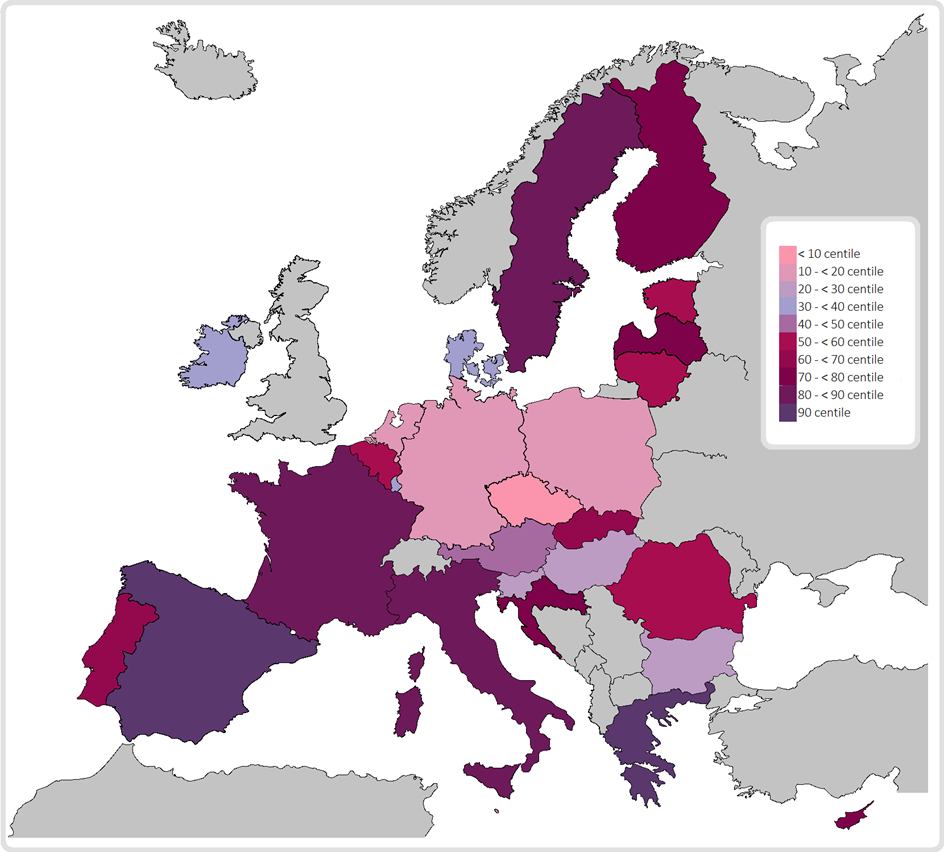 < 10 centile
10 - < 20 centile
20 - < 30 centile
30 - < 40 centile
40 - < 50 centile
50 - < 60 centile
60 - < 70 centile
70 - < 80 centile
80 - < 90 centile
90 centile